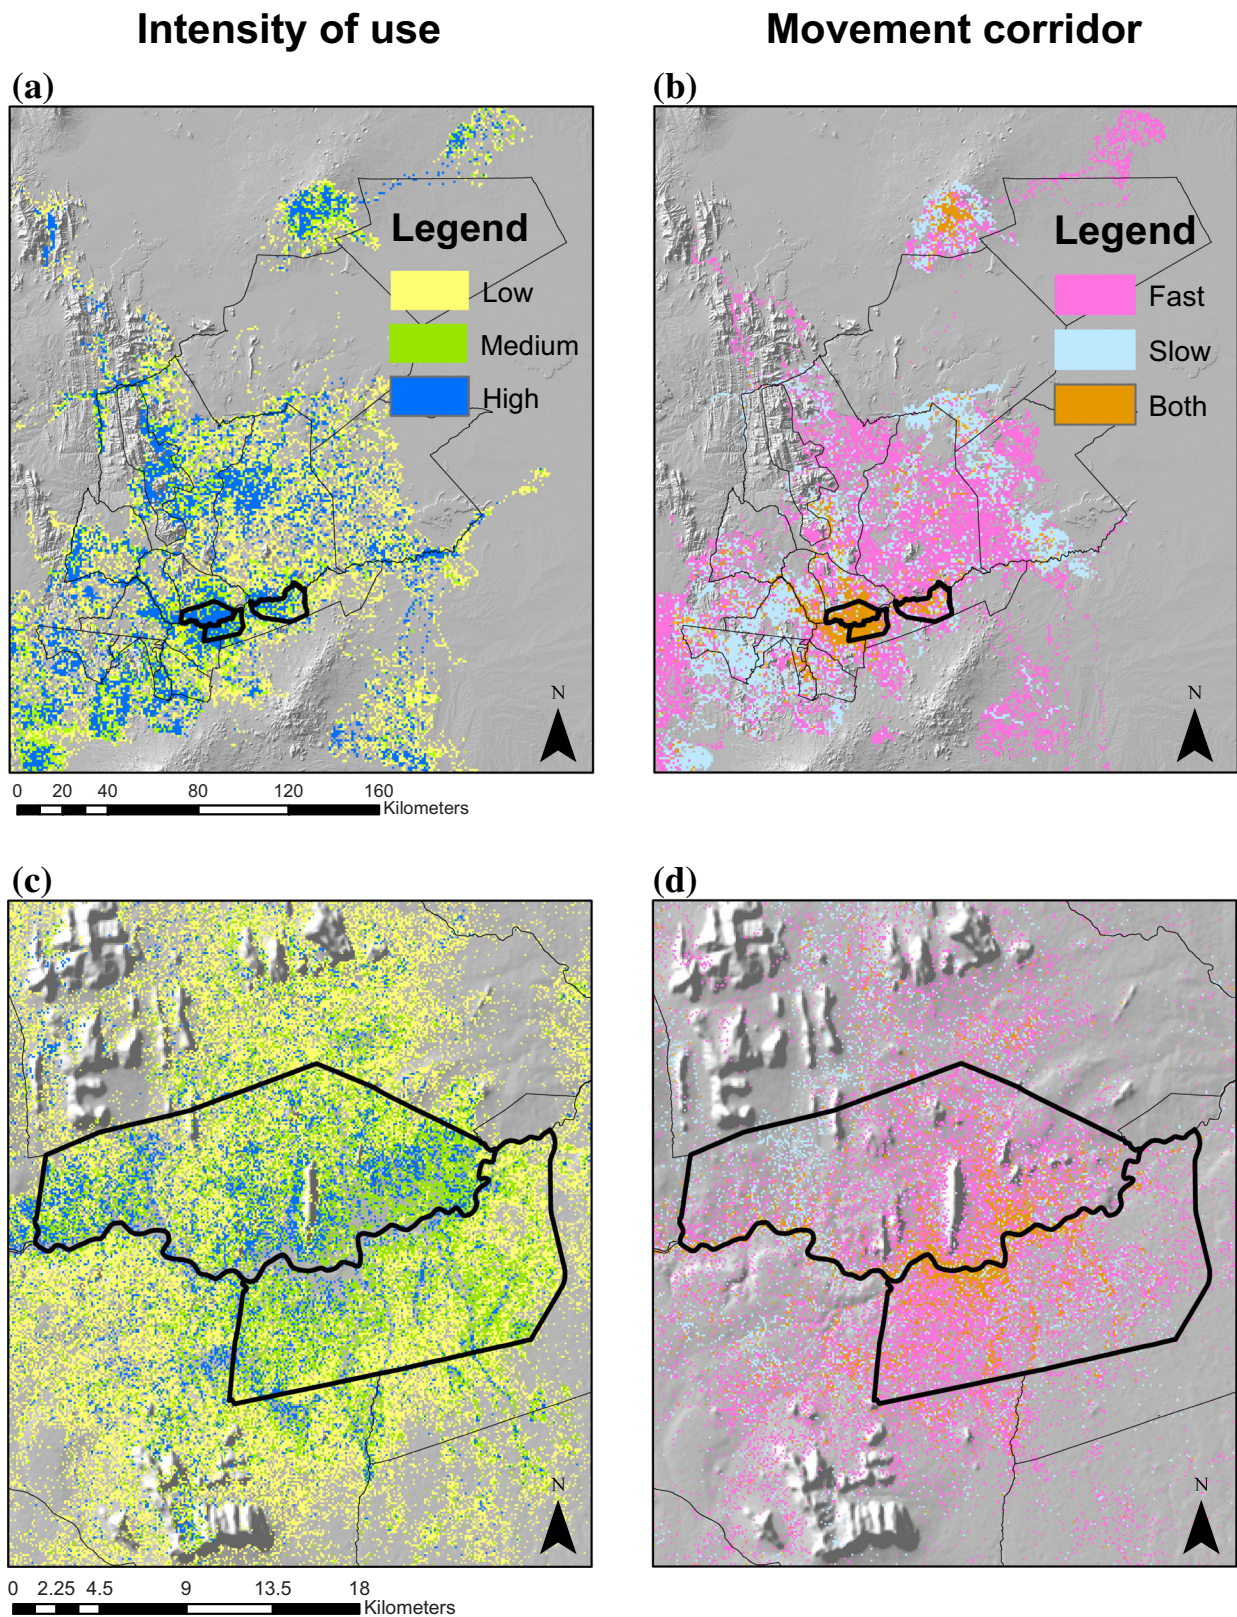 Intensity of use
Movement corridor
(a)
(b)
Legend
Low
Medium
High
Legend
Fast
Slow
Both
N
N
0 20 40 80 120 160
Kilometers
(c)
(d)
N
N
0 2.25 4.5 9 13.5 18
Kilometers